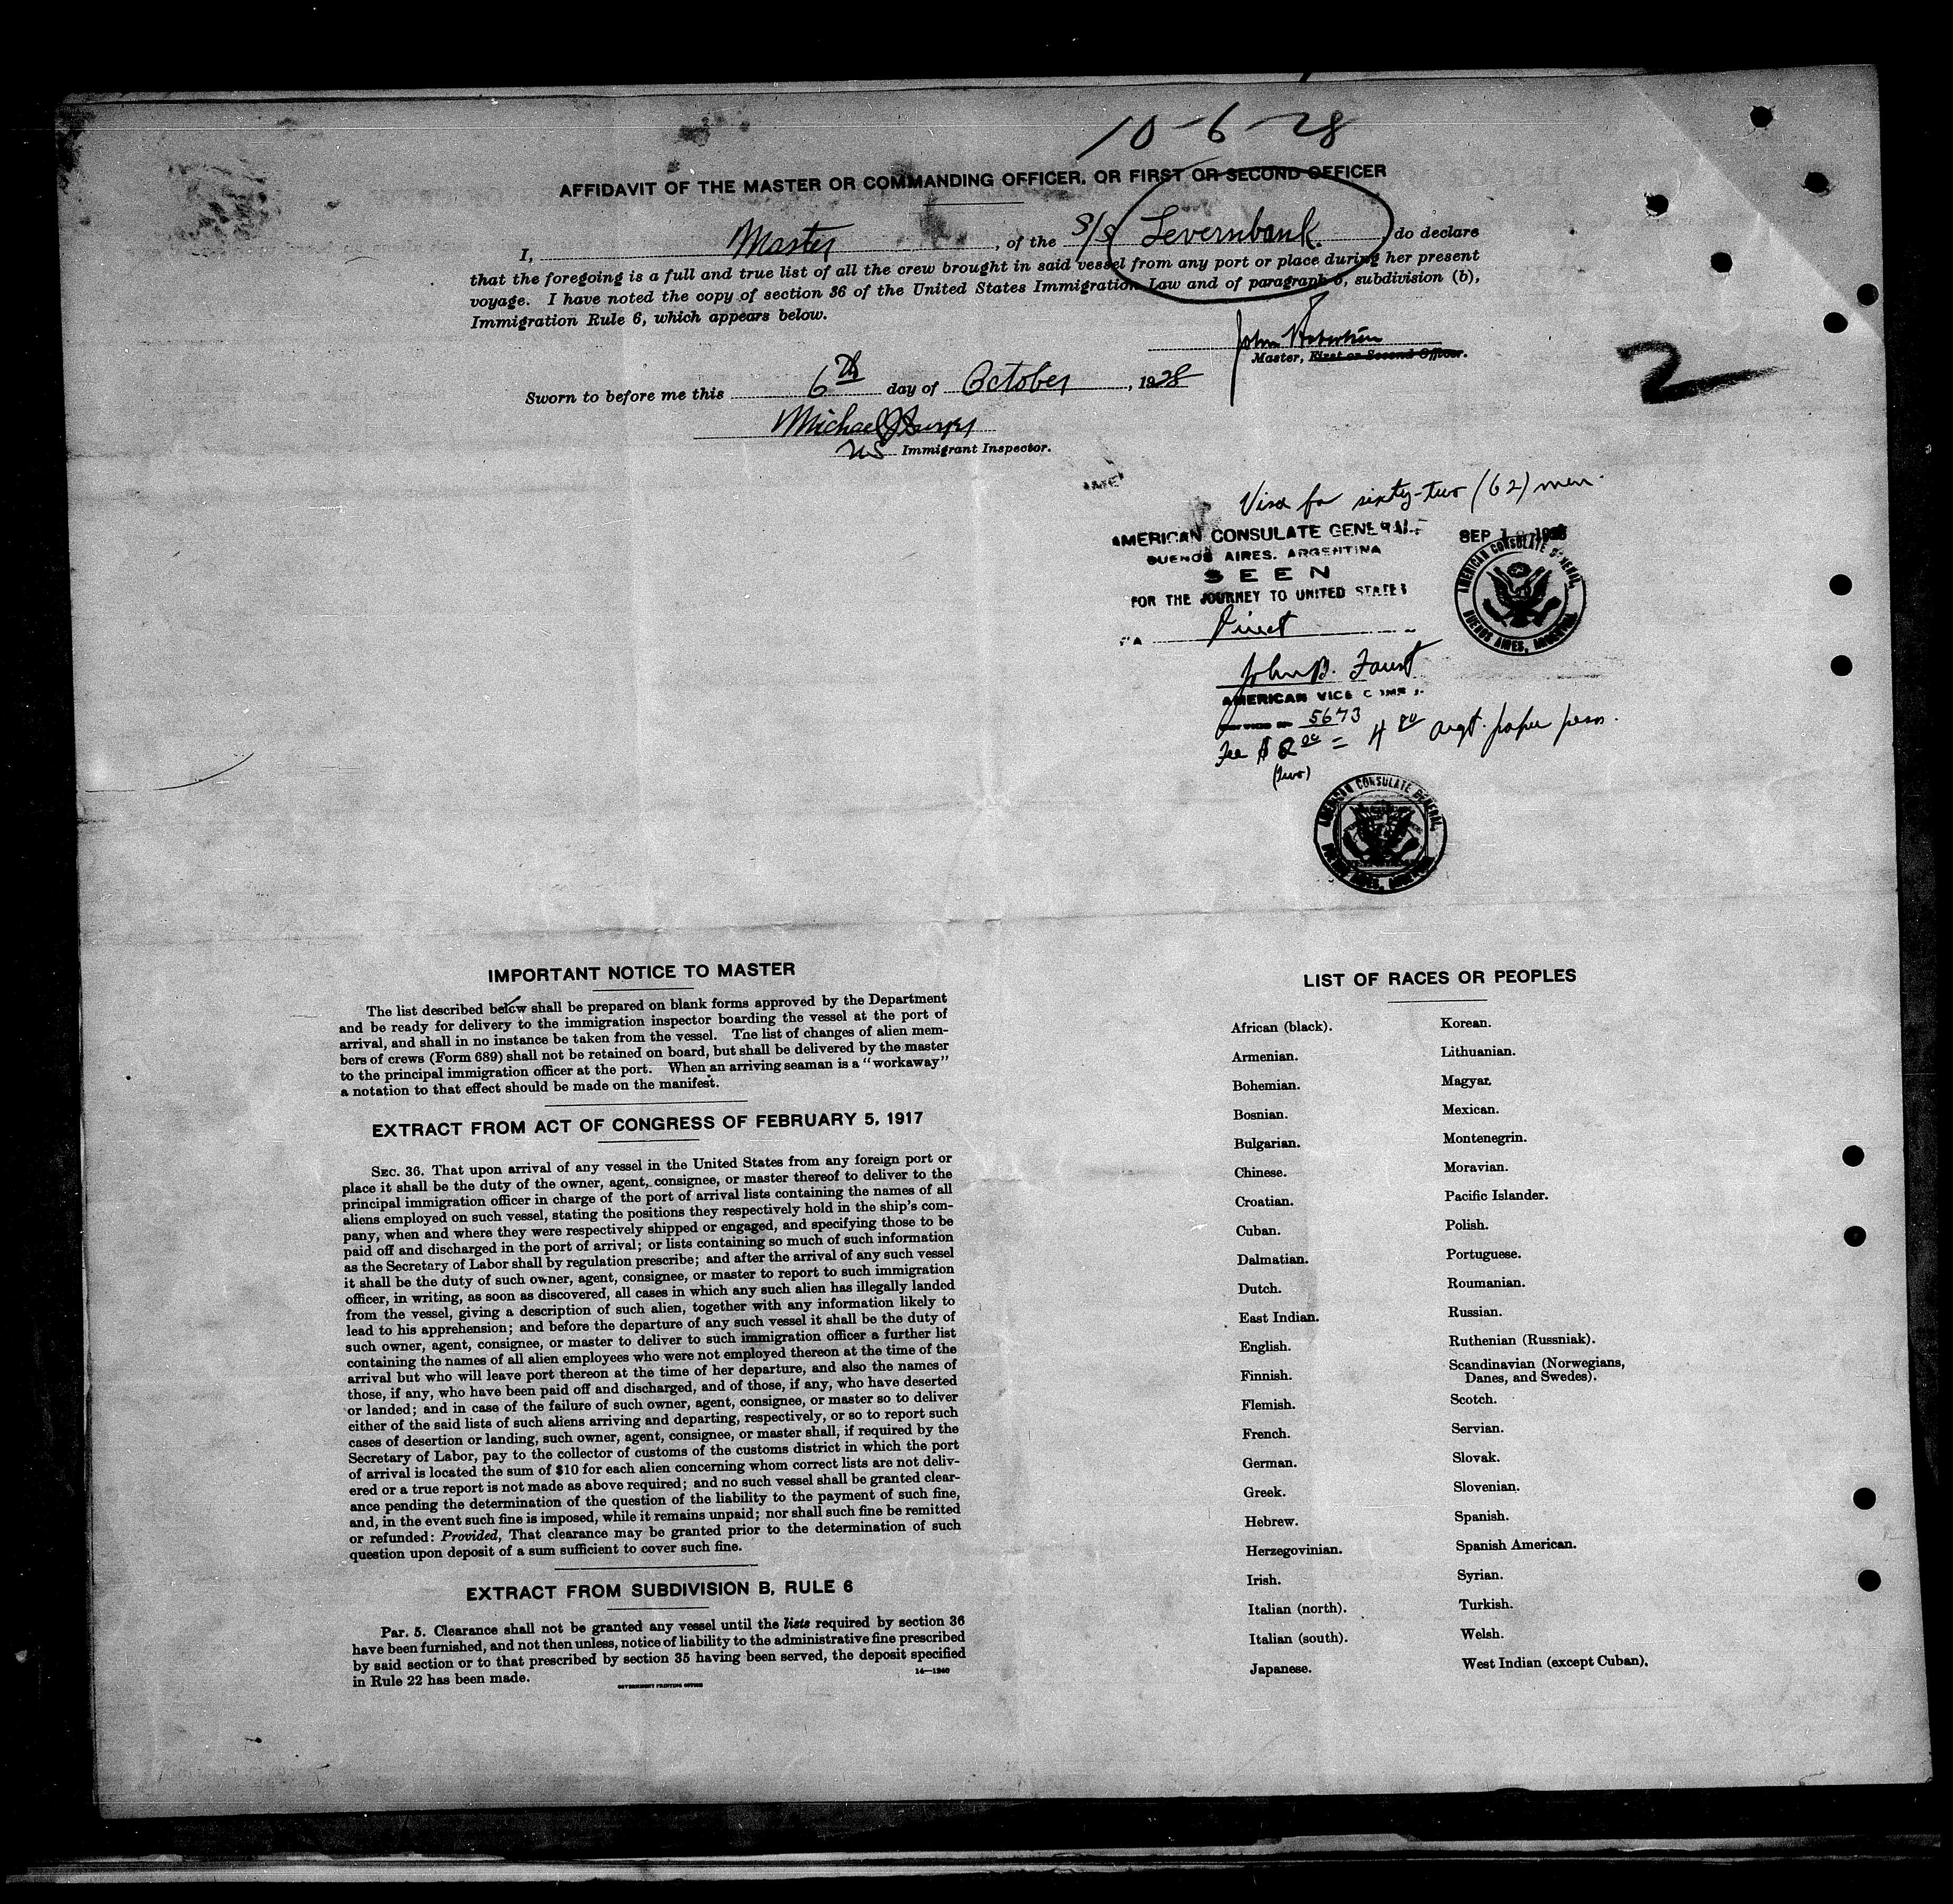 10-6-28
AFFIDAVIT OF THE MASTER OR COMMANDING OFFICER, OR FIRST OR SECOND OFFICER
I, Master, of the S/S Levernbank. do declare
that the foregoing is a full and true list of all the crew brought in said vessel from any port or place during her present
voyage. I have noted the copy of section 36 of the United States Immigration Law and of paragraph 5, subdivision (b),
Immigration Rule 6, which appears below.
John Robertson
Master, First or Second Officer.
2
Sworn to before me this 6th day of October, 1928
Michael J
US Immigrant Inspector.
Visa for sixty-two (62) men.
AMERICAN CONSULATE GENERAL
SEP 1 1928
BUENOS AIRES, ARGENTINA
SEEN
FOR THE JOURNEY TO UNITED STATES
VIA Direct
AMERICAN CONSULATE GENERAL,
BUENOS AIRES, ARGENTINA
John B. Faust
AMERICAN VICE CONSUL
SERVICE No 5673
Fee $ 2.00 = 4 80 argt. paper pesos.
(two)
AMERICAN CONSULATE GENERAL,
BUENOS AIRES, ARGENTINA
IMPORTANT NOTICE TO MASTER
The list described below shall be prepared on blank forms approved by the Department
and be ready for delivery to the immigration inspector boarding the vessel at the port of
arrival, and shall in no instance be taken from the vessel. The list of changes of alien mem-
bers of crews (Form 689) shall not be retained on board, but shall be delivered by the master
to the principal immigration officer at the port. When an arriving seaman is a "workaway"
a notation to that effect should be made on the manifest.
EXTRACT FROM ACT OF CONGRESS OF FEBRUARY 5, 1917
SEC. 36. That upon arrival of any vessel in the United States from any foreign port or
place it shall be the duty of the owner, agent, consignee, or master thereof to deliver to the
principal immigration officer in charge of the port of arrival lists containing the names of all
aliens employed on such vessel, stating the positions they respectively hold in the ship's com-
pany, when and where they were respectively shipped or engaged, and specifying those to be
paid off and discharged in the port of arrival; or lists containing so much of such information
as the Secretary of Labor shall by regulation prescribe; and after the arrival of any such vessel
it shall be the duty of such owner, agent, consignee, or master to report to such immigration
officer, in writing, as soon as discovered, all cases in which any such alien has illegally landed
from the vessel, giving a description of such alien, together with any information likely to
lead to his apprehension; and before the departure of any such vessel it shall be the duty of
such owner, agent, consignee, or master to deliver to such immigration officer a further list
containing the names of all alien employees who were not employed thereon at the time of the
arrival but who will leave port thereon at the time of her departure, and also the names of
those, if any, who have been paid off and discharged, and of those, if any, who have deserted
or landed; and in case of the failure of such owner, agent, consignee, or master so to deliver
either of the said lists of such aliens arriving and departing, respectively, or so to report such
cases of desertion or landing, such owner, agent, consignee, or master shall, if required by the
Secretary of Labor, pay to the collector of customs of the customs district in which the port
of arrival is located the sum of $10 for each alien concerning whom correct lists are not deliv-
ered or a true report is not made as above required; and no such vessel shall be granted clear-
ance pending the determination of the question of the liability to the payment of such fine,
and, in the event such fine is imposed, while it remains unpaid; nor shall such fine be remitted
or refunded: Provided, That clearance may be granted prior to the determination of such
question upon deposit of a sum sufficient to cover such fine.
EXTRACT FROM SUBDIVISION B, RULE 6
Par. 5. Clearance shall not be granted any vessel until the lists required by section 36
have been furnished, and not then unless, notice of liability to the administrative fine prescribed
by said section or to that prescribed by section 35 having been served, the deposit specified
in Rule 22 has been made.
14—1240
GOVERNMENT PRINTING OFFICE
LIST OF RACES OR PEOPLES
African (black).
Armenian.
Bohemian.
Bosnian.
Bulgarian.
Chinese.
Croatian.
Cuban.
Dalmatian.
Dutch.
East Indian.
English.
Finnish.
Flemish.
French.
German.
Greek.
Hebrew.
Herzegovinian.
Irish.
Italian (north).
Italian (south).
Japanese.
Korean.
Lithuanian.
Magyar.
Mexican.
Montenegrin.
Moravian.
Pacific Islander.
Polish.
Portuguese.
Roumanian.
Russian.
Ruthenian (Russniak).
Scandinavian (Norwegians,
Danes, and Swedes).
Scotch.
Servian.
Slovak.
Slovenian.
Spanish.
Spanish American.
Syrian.
Turkish.
Welsh.
West Indian (except Cuban).